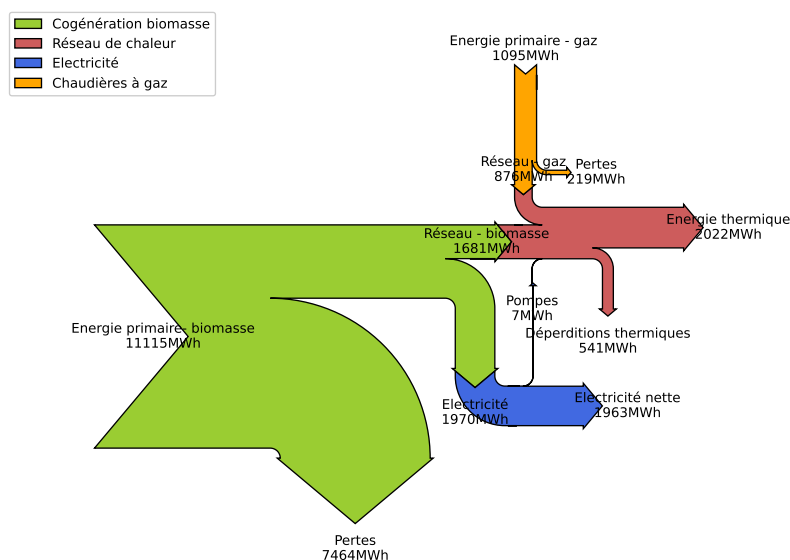 Cogénération biomasse
Réseau de chaleur
Electricité
Chaudières à gaz
Energie primaire - gaz
1095MWh
Réseau - gaz
876MWh
Pertes
219MWh
Energie thermique
2022MWh
Réseau - biomasse
1681MWh
Pompes
7MWh
Energie primaire- biomasse
11115MWh
Déperditions thermiques
541MWh
Electricité
1970MWh
Electricité nette
1963MWh
Pertes
7464MWh